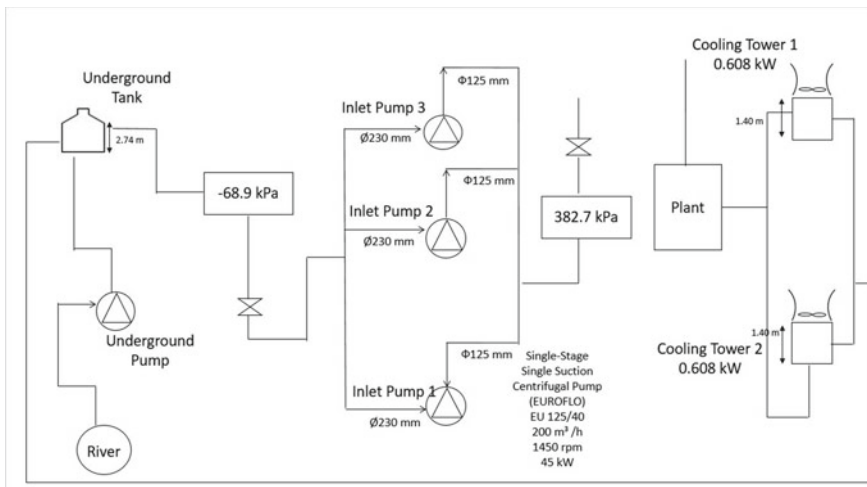 Underground
Tank
2.74 m
-68.9 kPa
Underground
Pump
River
Inlet Pump 3
Ø230 mm
Φ125 mm
Inlet Pump 2
Ø230 mm
Φ125 mm
Inlet Pump 1
Ø230 mm
Φ125 mm
Single-Stage
Single Suction
Centrifugal Pump
(EUROFLO)
EU 125/40
200 m³ /h
1450 rpm
45 kW
382.7 kPa
Plant
Cooling Tower 1
0.608 kW
1.40 m
1.40 m
Cooling Tower 2
0.608 kW